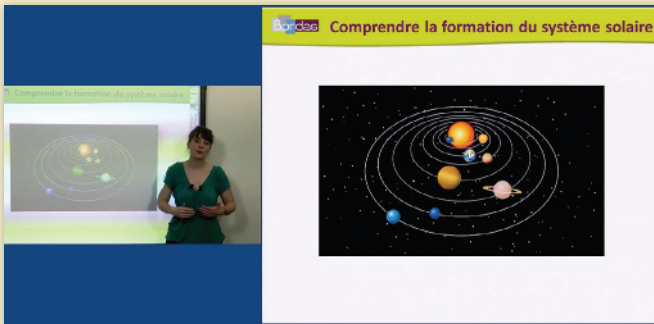 Bordas
Comprendre la formation du système solaire
Comprendre la formation du système solaire